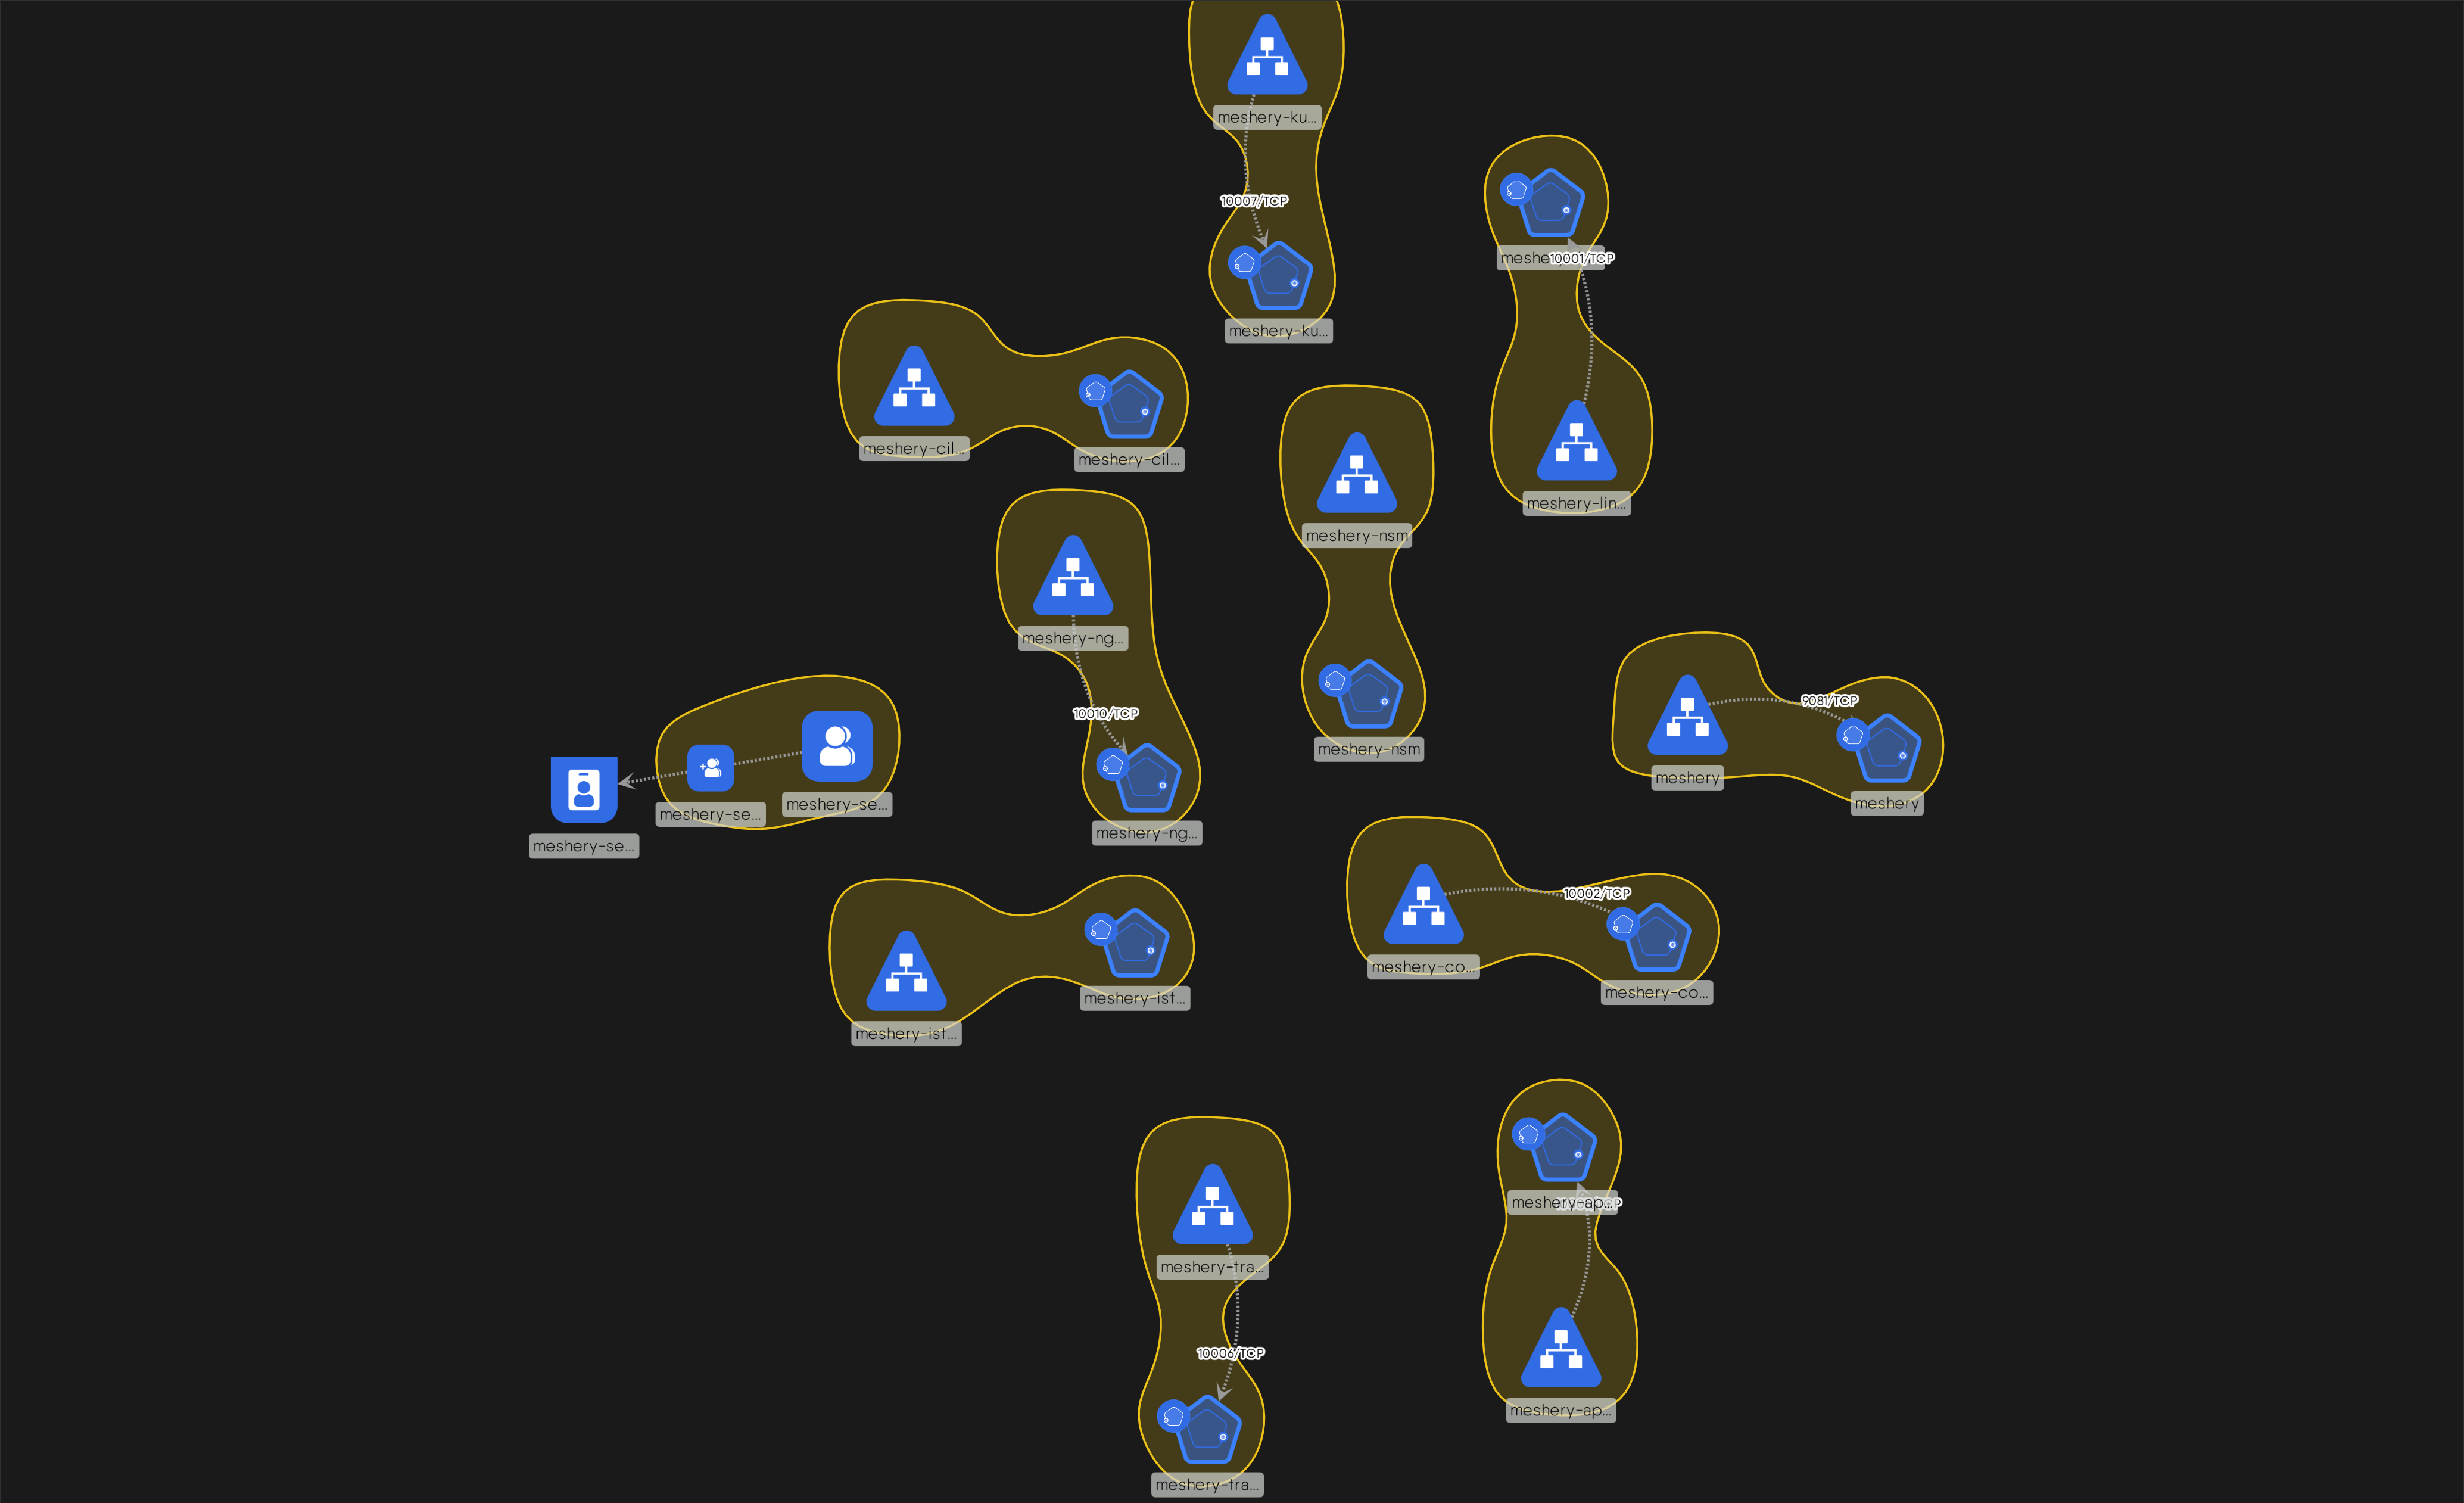 meshery-ku...
10007/TCP
meshery-ku...
meshe
10001/TCP
meshery-lin...
meshery-cil...
meshery-cil...
meshery-nsm
meshery-nsm
meshery-ng...
10010/TCP
meshery-ng...
meshery-se...
meshery-se...
meshery-se...
meshery
9081/TCP
meshery
meshery-co...
10002/TCP
meshery-co...
meshery-ist...
meshery-ist...
meshery-ap...
meshery-ap...
meshery-tra...
10006/TCP
meshery-tra...